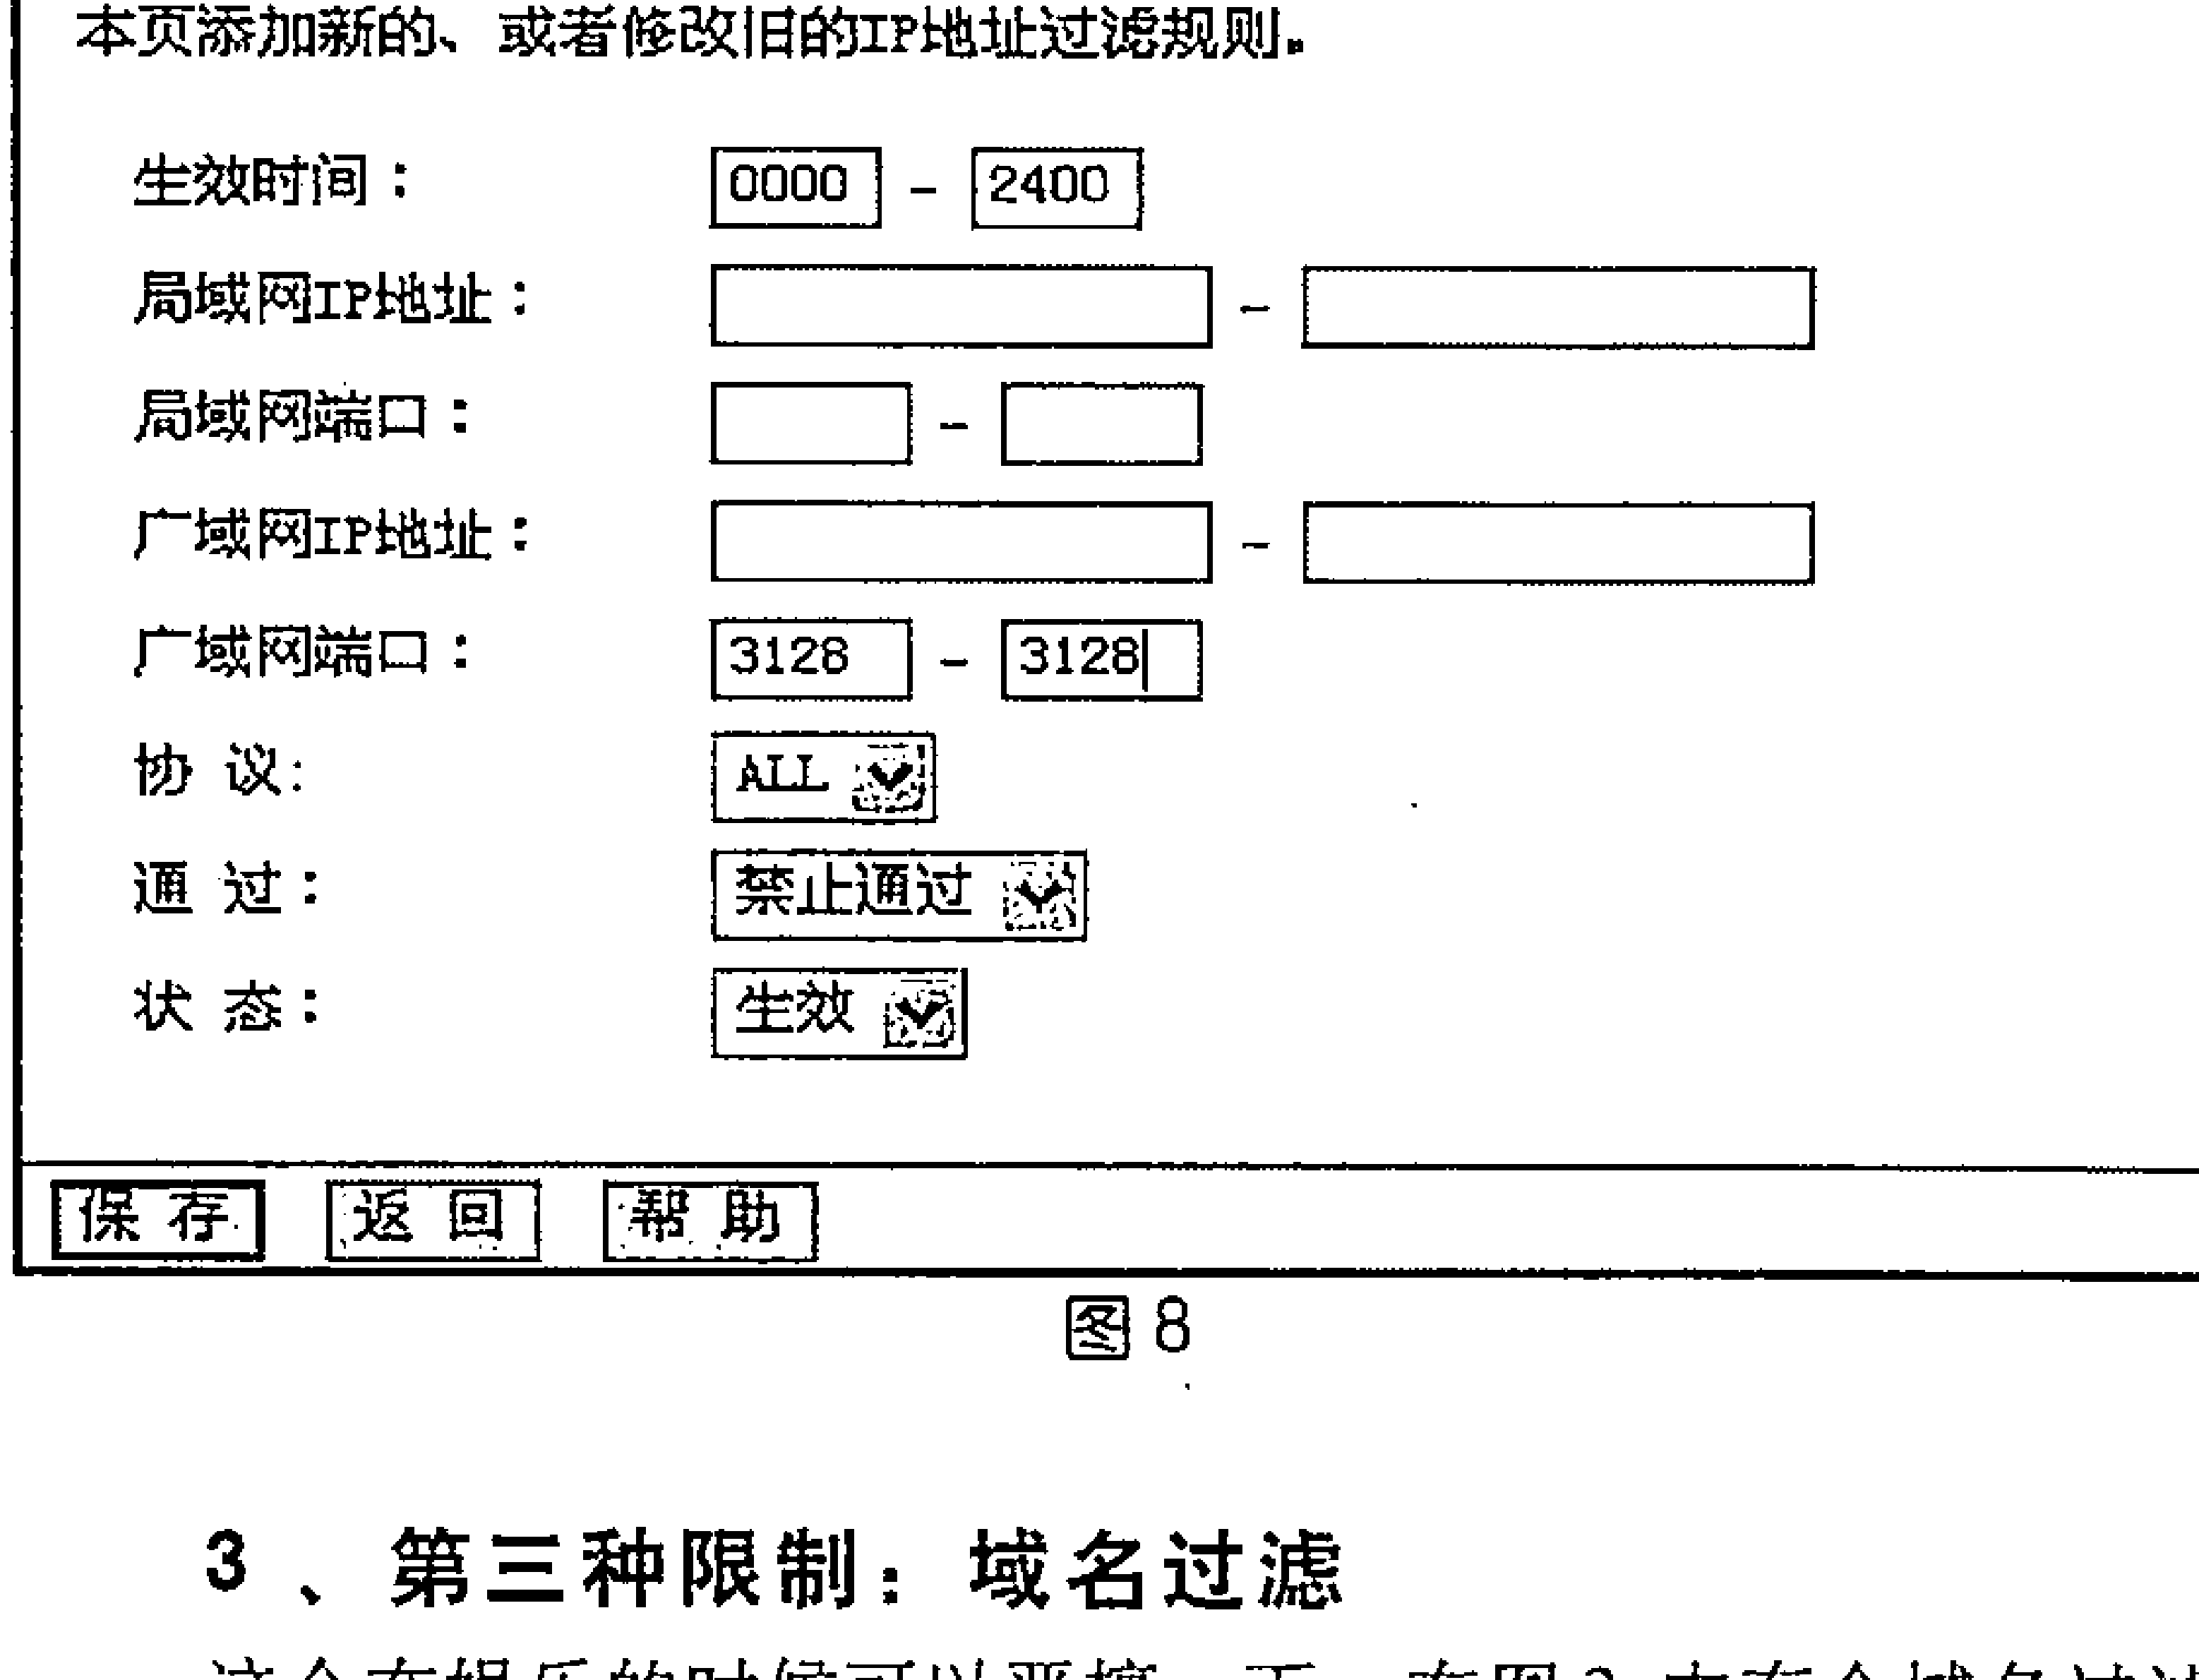 本页添加新的、或者修改旧的IP地址过滤规则。
生效时间： 0000 - 2400
局域网IP地址： -
局域网端口： -
广域网IP地址： -
广域网端口： 3128 - 3128
协 议: ALL
通 过： 禁止通过
状 态： 生效
保 存 返 回 帮 助
图8
3、第三种限制：域名过滤